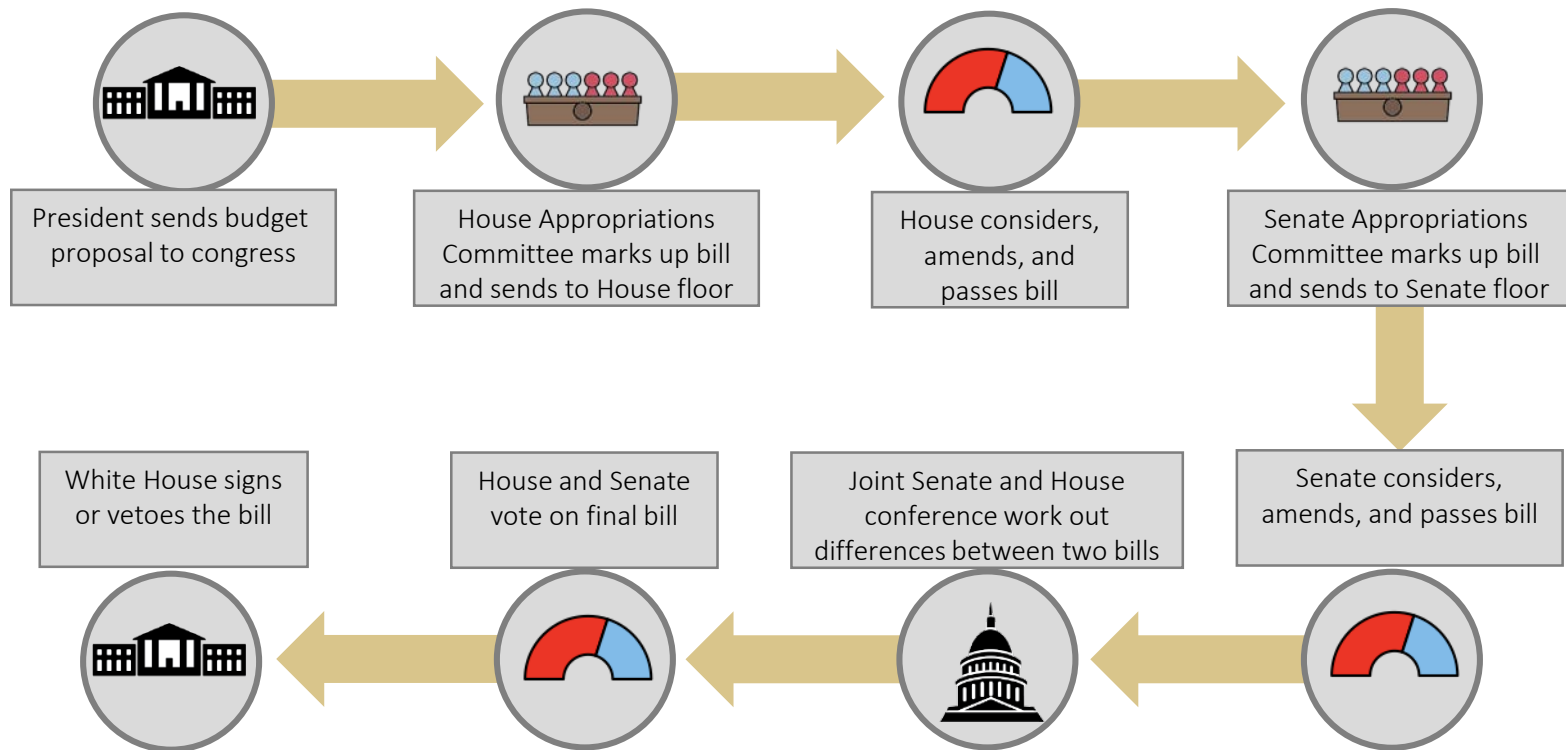 President sends budget
proposal to congress
House Appropriations
Committee marks up bill
and sends to House floor
House considers,
amends, and
passes bill
Senate Appropriations
Committee marks up bill
and sends to Senate floor
Senate considers,
amends, and passes bill
Joint Senate and House
conference work out
differences between two bills
House and Senate
vote on final bill
White House signs
or vetoes the bill